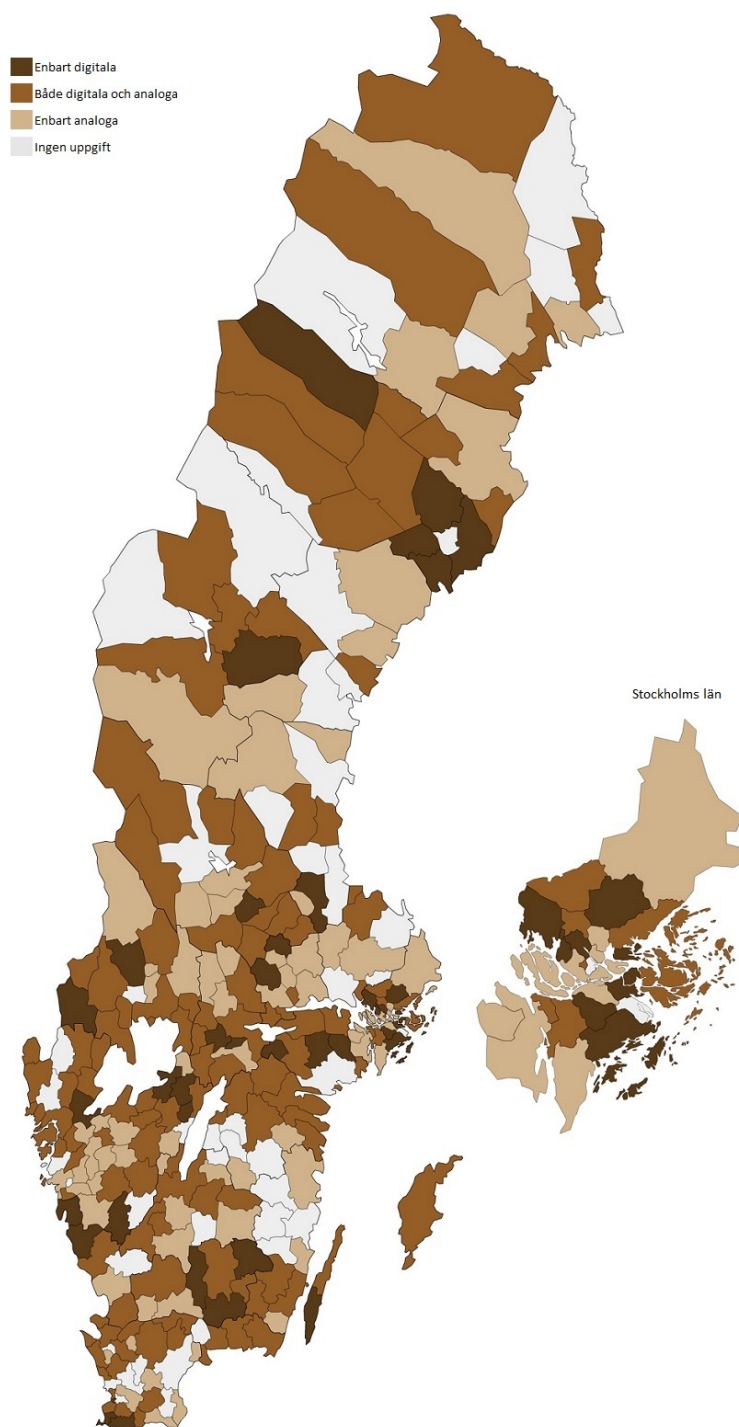 Enbart digitala
Både digitala och analoga
Enbart analoga
Ingen uppgift
Stockholms län